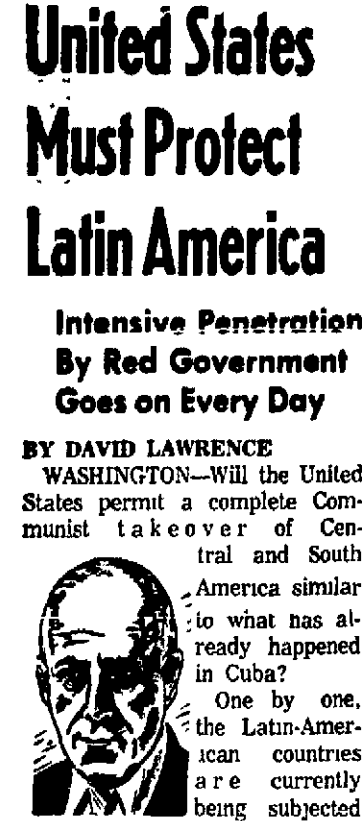 United States
Must Protect
Latin America
Intensive Penetration
By Red Government
Goes on Every Day
BY DAVID LAWRENCE
WASHINGTON—Will the United
States permit a complete Com-
munist takeover of Cen-
tral and South
America similar
to what has al-
ready happened
in Cuba?
One by one,
the Latin-Amer-
ican countries
are currently
being subjected